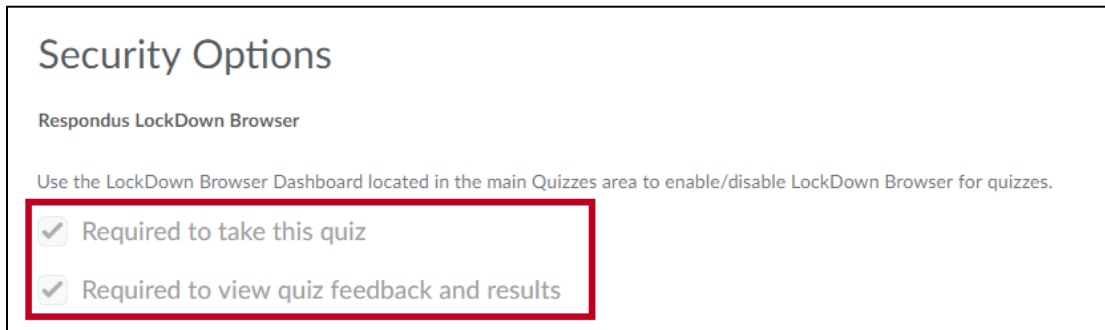 Security Options
Respondus LockDown Browser
Use the LockDown Browser Dashboard located in the main Quizzes area to enable/disable LockDown Browser for quizzes.
Required to take this quiz
Required to view quiz feedback and results